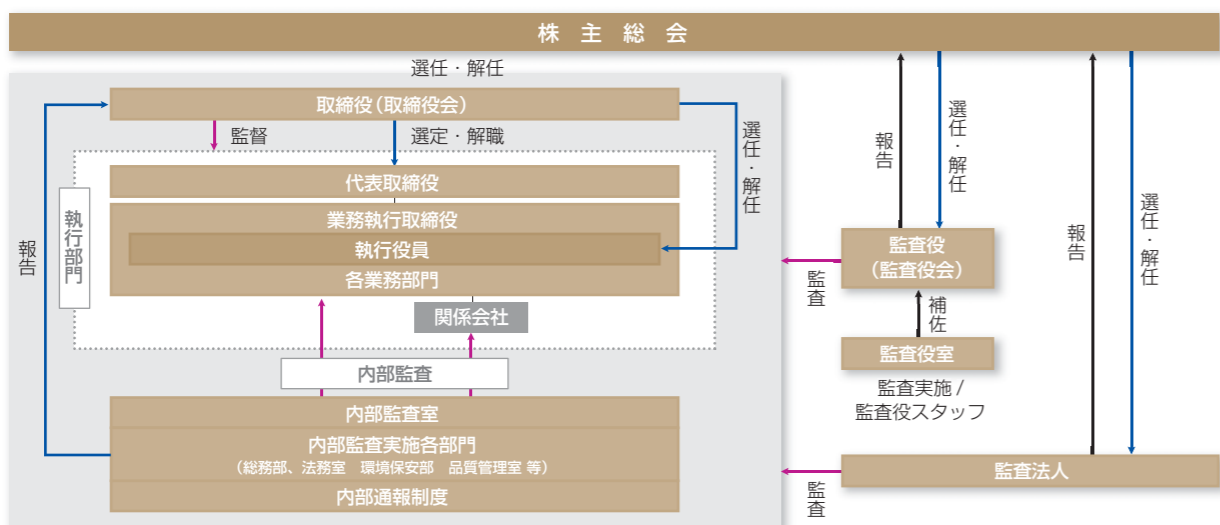 株主総会
選任・解任
取締役（取締役会）
監督
選定・解職
選任・解任
代表取締役
業務執行取締役
執行役員
各業務部門
関係会社
執行部門
報告
内部監査
内部監査室
内部監査実施各部門
（総務部、法務室 環境保安部 品質管理室 等）
内部通報制度
報告
選任・解任
監査役
（監査役会）
監査
補佐
監査役室
監査実施 /
監査役スタッフ
報告
選任・解任
監査法人
監査